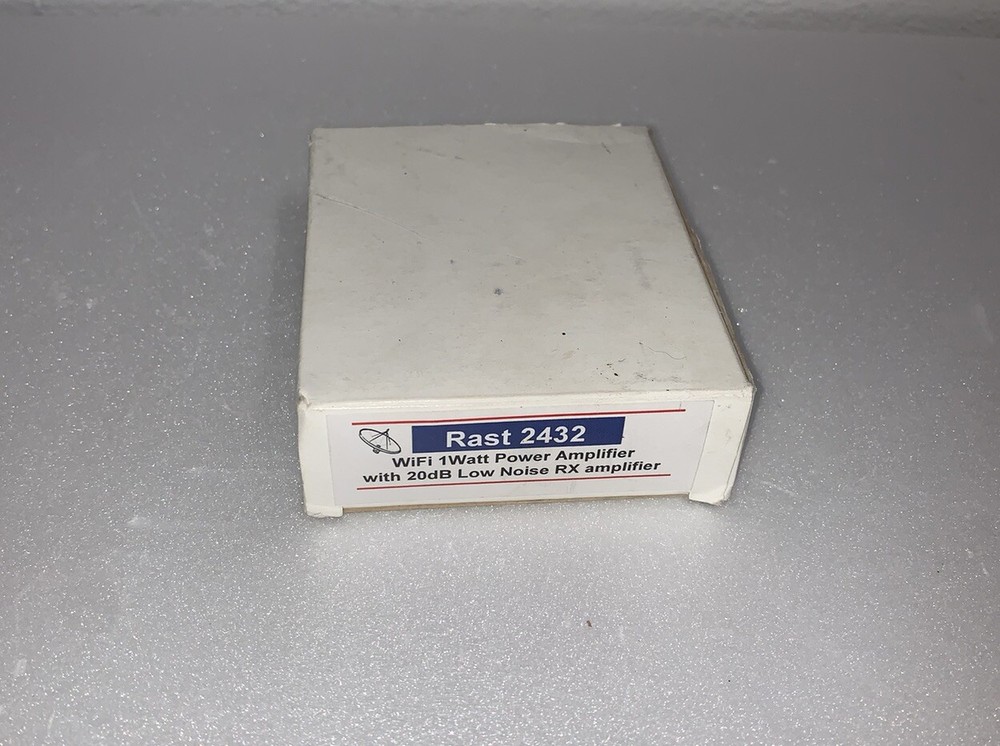 Rast 2432
WiFi 1Watt Power Amplifier
with 20dB Low Noise RX amplifier